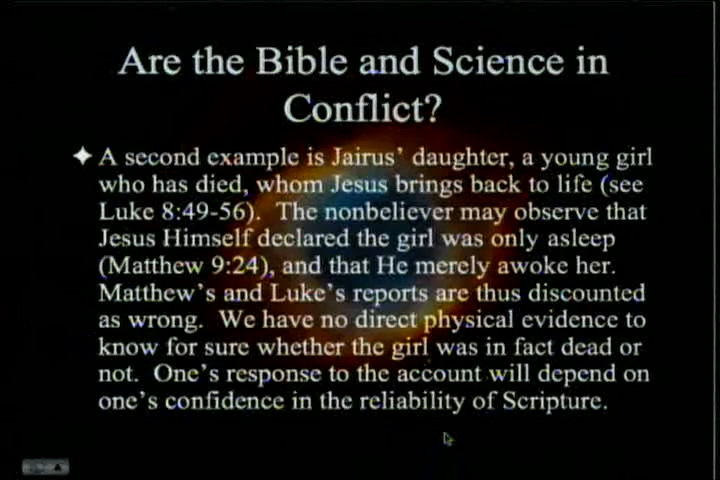 Are the Bible and Science in
Conflict?
✦ A second example is Jairus’ daughter, a young girl
who has died, whom Jesus brings back to life (see
Luke 8:49-56).  The nonbeliever may observe that
Jesus Himself declared the girl was only asleep
(Matthew 9:24), and that He merely awoke her.
Matthew’s and Luke’s reports are thus discounted
as wrong.  We have no direct physical evidence to
know for sure whether the girl was in fact dead or
not.  One’s response to the account will depend on
one’s confidence in the reliability of Scripture.